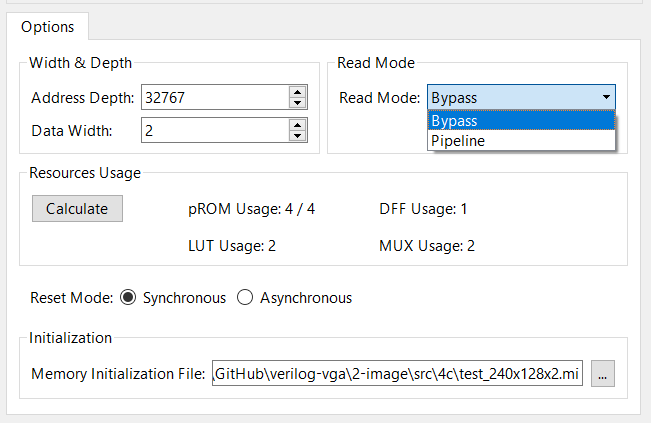 Options
Width & Depth
Read Mode
Address Depth: 32767
Read Mode: Bypass
Bypass
Pipeline
Data Width: 2
Resources Usage
Calculate
pROM Usage: 4 / 4
DFF Usage: 1
LUT Usage: 2
MUX Usage: 2
Reset Mode: Synchronous Asynchronous
Initialization
Memory Initialization File: \GitHub\verilog-vga\2-image\src\4c\test_240x128x2.mi ...